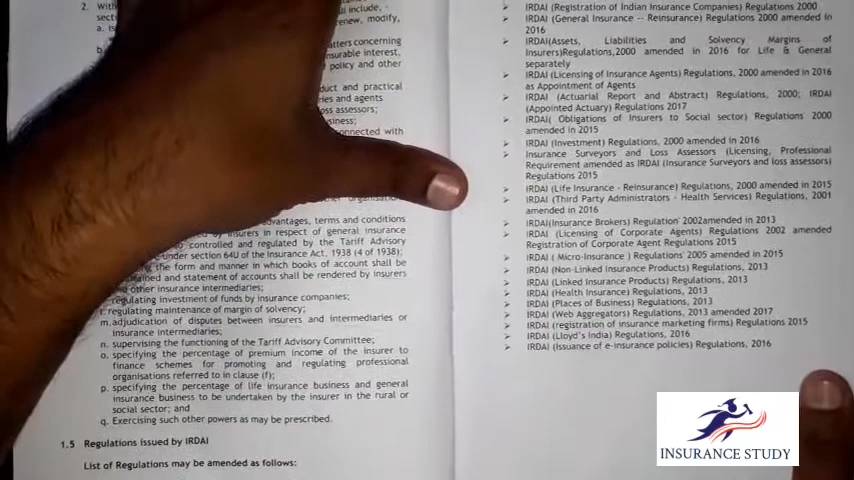 2. With
sect
a. Is
b.
include,
renew, modify,
atters concerning
nsurable interest,
policy and other
duct and practical
ries and agents
oss assessors;
siness;
connected with
organisatio
vantages, terms and conditions
by insurers in respect of general insurance
controlled and regulated by the Tariff Advisory
under section 64U of the Insurance Act, 1938 (4 of 1938);
the form and manner in which books of account shall be
and statement of accounts shall be rendered by insurers
other insurance intermediaries;
regulating investment of funds by insurance companies;
regulating maintenance of margin of solvency;
m. adjudication of disputes between insurers and intermediaries or
insurance intermediaries;
n. supervising the functioning of the Tariff Advisory Committee;
o. specifying the percentage of premium income of the insurer to
finance schemes for promoting and regulating professional
organisations referred to in clause (f);
p. specifying the percentage of life insurance business and general
insurance business to be undertaken by the insurer in the rural or
social sector; and
q. Exercising such other powers as may be prescribed.
1.5 Regulations issued by IRDAI
List of Regulations may be amended as follows:
➢ IRDAI (Registration of Indian Insurance Companies) Regulations 2000
➢ IRDAI (General Insurance -- Reinsurance) Regulations 2000 amended in
2016
➢ IRDAI(Assets, Liabilities and Solvency Margins of
Insurers)Regulations,2000 amended in 2016 for Life & General
separately
➢ IRDAI (Licensing of Insurance Agents) Regulations, 2000 amended in 2016
as Appointment of Agents
➢ IRDAI (Actuarial Report and Abstract) Regulations, 2000; IRDAI
(Appointed Actuary) Regulations 2017
➢ IRDAI( Obligations of Insurers to Social sector) Regulations 2000
amended in 2015
➢ IRDAI (Investment) Regulations, 2000 amended in 2016
➢ Insurance Surveyors and Loss Assessors (Licensing, Professional
Requirement amended as IRDAI (Insurance Surveyors and loss assessors)
Regulations 2015
➢ IRDAI (Life Insurance - Reinsurance) Regulations, 2000 amended in 2015
➢ IRDAI (Third Party Administrators - Health Services) Regulations, 2001
amended in 2016
➢ IRDAI(Insurance Brokers) Regulation 2002amended in 2013
➢ IRDAI (Licensing of Corporate Agents) Regulations 2002 amended
Registration of Corporate Agent Regulations 2015
➢ IRDAI ( Micro-Insurance ) Regulations 2005 amended in 2015
➢ IRDAI (Non-Linked Insurance Products) Regulations, 2013
➢ IRDAI (Linked Insurance Products) Regulations, 2013
➢ IRDAI (Health Insurance) Regulations, 2013
➢ IRDAI (Places of Business) Regulations, 2013
➢ IRDAI (Web Aggregators) Regulations, 2013 amended 2017
➢ IRDAI (registration of insurance marketing firms) Regulations 2015
➢ IRDAI (Lloyd's India) Regulations, 2016
➢ IRDAI (Issuance of e-insurance policies) Regulations, 2016
INSURANCE STUDY